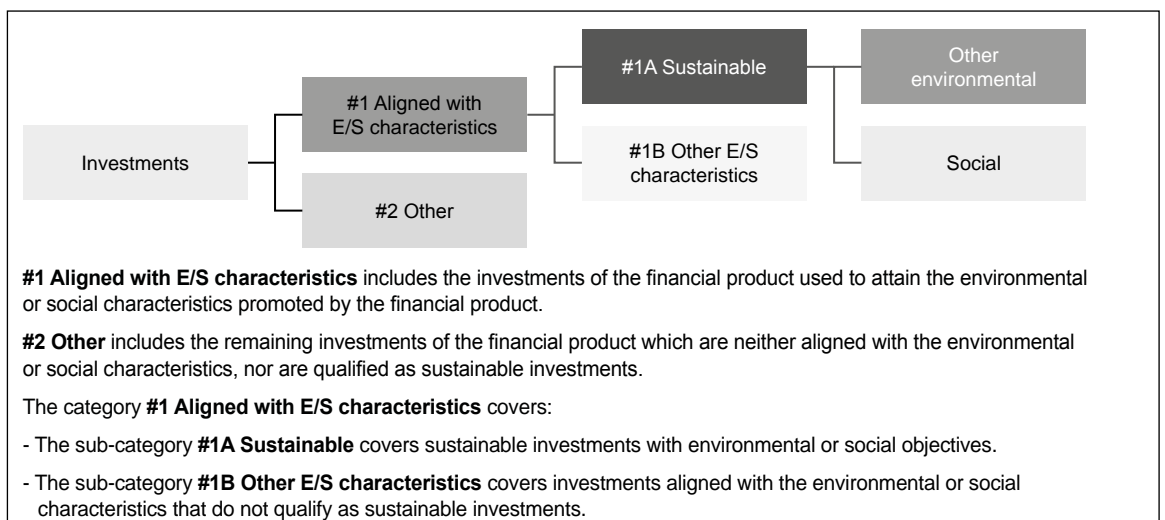 #1A Sustainable
Other
environmental
#1 Aligned with
E/S characteristics
Investments
#1B Other E/S
characteristics
Social
#2 Other
#1 Aligned with E/S characteristics includes the investments of the financial product used to attain the environmental
or social characteristics promoted by the financial product.
#2 Other includes the remaining investments of the financial product which are neither aligned with the environmental
or social characteristics, nor are qualified as sustainable investments.
The category #1 Aligned with E/S characteristics covers:
- The sub-category #1A Sustainable covers sustainable investments with environmental or social objectives.
- The sub-category #1B Other E/S characteristics covers investments aligned with the environmental or social
characteristics that do not qualify as sustainable investments.